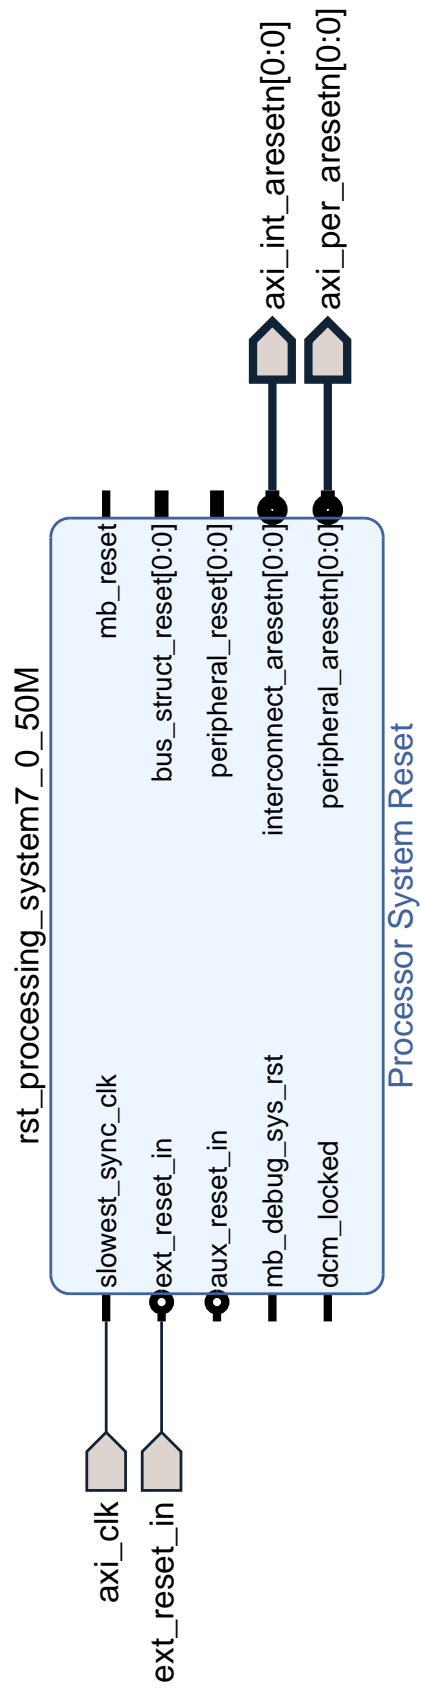 rst_processing_system7_0_50M
axi_clk
ext_reset_in
slowest_sync_clk
ext_reset_in
aux_reset_in
mb_debug_sys_rst
dcm_locked
mb_reset
bus_struct_reset[0:0]
peripheral_reset[0:0]
interconnect_aresetn[0:0]
peripheral_aresetn[0:0]
axi_int_aresetn[0:0]
axi_per_aresetn[0:0]
Processor System Reset